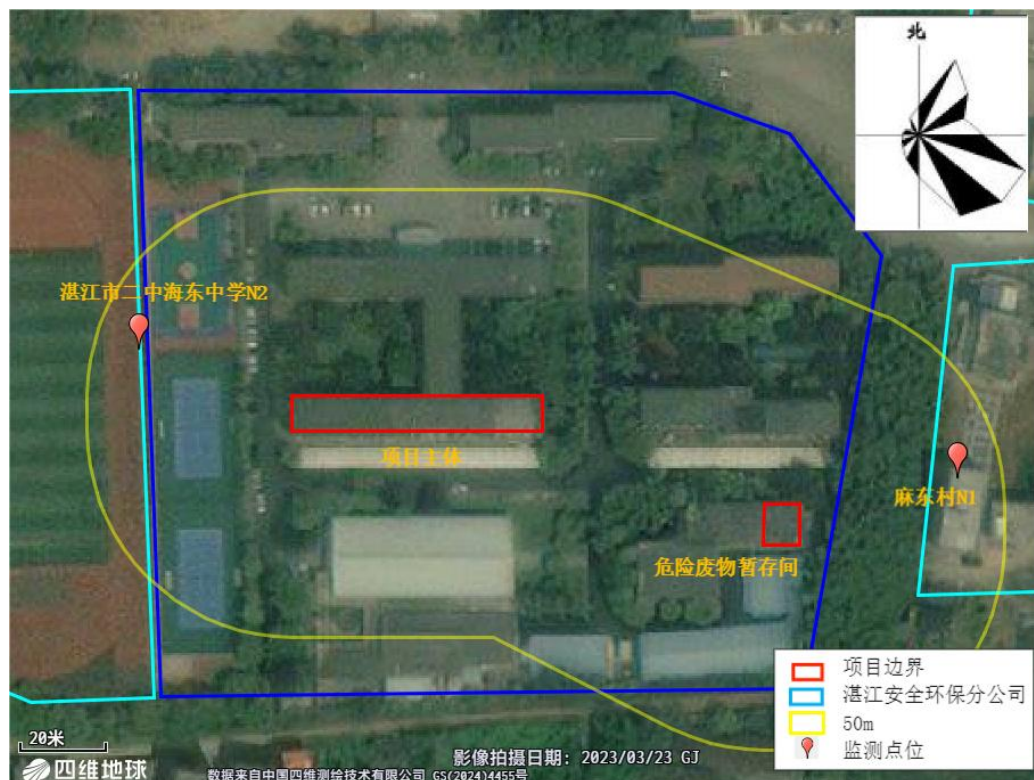 北
湛江市二中海东中学N2
项目主体
麻东村N1
危险废物暂存间
项目边界
湛江安全环保分公司
50m
监测点位
20米
四维地球
影像拍摄日期: 2023/03/23 GJ
数据来自中国四维测绘技术有限公司 GS(2024)4455号